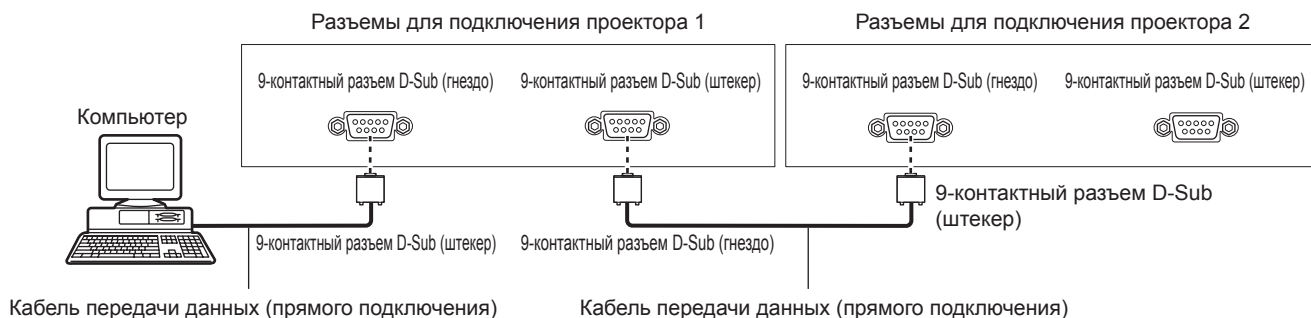 Разъемы для подключения проектора 1
Разъемы для подключения проектора 2
9-контактный разъем D-Sub (гнездо)
9-контактный разъем D-Sub (штекер)
9-контактный разъем D-Sub (гнездо)
9-контактный разъем D-Sub (штекер)
Компьютер
9-контактный разъем D-Sub
(штекер)
9-контактный разъем D-Sub (штекер)
9-контактный разъем D-Sub (гнездо)
Кабель передачи данных (прямого подключения)
Кабель передачи данных (прямого подключения)